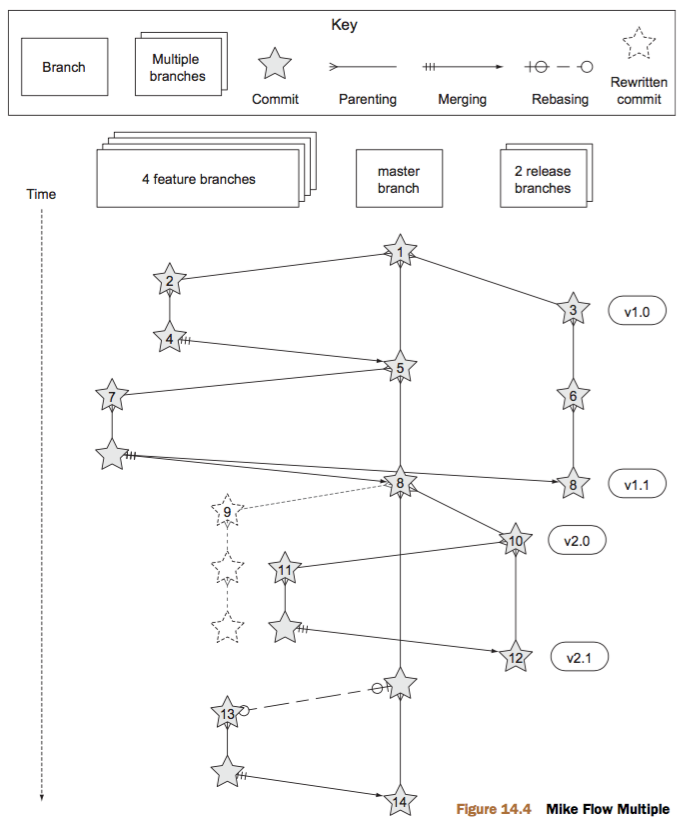 Key
Branch
Multiple
branches
Commit
Parenting
Merging
Rebasing
Rewritten
commit
Time
4 feature branches
master
branch
2 release
branches
1
2
3
v1.0
4
5
7
6
8
8
v1.1
9
10
v2.0
11
12
v2.1
13
14
Figure 14.4 Mike Flow Multiple